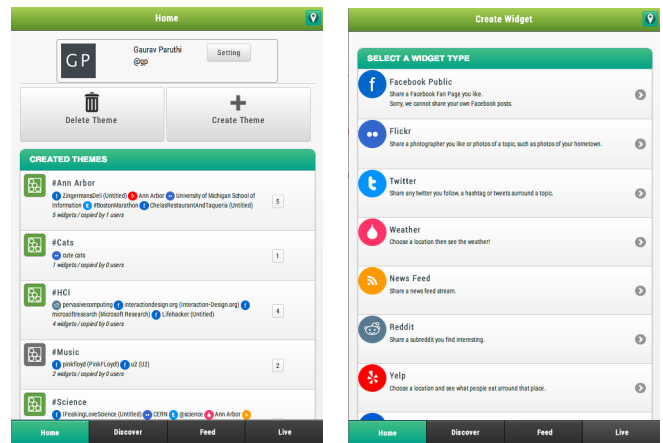 Home
GP
Gaurav Paruthi
@gp
Setting
Delete Theme
Create Theme
CREATED THEMES
#Ann Arbor
ZingermansDeli (Untitled) Ann Arbor University of Michigan School of
Information #BostonMarathon ChelasRestaurantAndTaqueria (Untitled)
5 widgets / copied by 1 users
5
#Cats
cute cats
1 widgets / copied by 0 users
1
#HCI
pervasivecomputing interactiondesign.org (Interaction-Design.org)
microsoftresearch (Microsoft Research) Lifehacker (Untitled)
4 widgets / copied by 0 users
4
#Music
pinkfloyd (PinkFLoyd!) u2 (U2)
2 widgets / copied by 0 users
2
#Science
IFeakingLoveScience (Untitled) CERN @science Ann Arbor
Home Discover Feed Live
Create Widget
SELECT A WIDGET TYPE
Facebook Public
Share a Facebook Fan Page you like.
Sorry, we cannot share your own Facebook posts.
Flickr
Share a photographer you like or photos of a topic, such as photos of your hometown.
Twitter
Share any twitter you follow, a hashtag or tweets surround a topic.
Weather
Choose a location then see the weather!
News Feed
Share a news feed stream.
Reddit
Share a subreddit you find interesting.
Yelp
Choose a location and see what people eat around that place.
Home Discover Feed Live